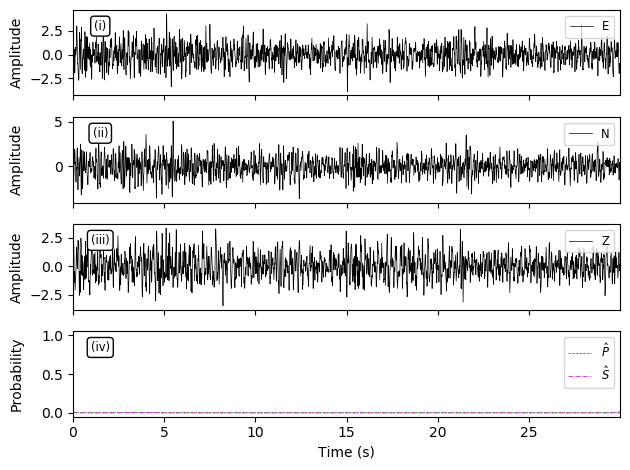 Amplitude
2.5
0.0
−2.5
(i)
E
Amplitude
5
0
(ii)
N
Amplitude
2.5
0.0
−2.5
(iii)
Z
Probability
1.0
0.5
0.0
(iv)
P̂
Ŝ
0 5 10 15 20 25
Time (s)